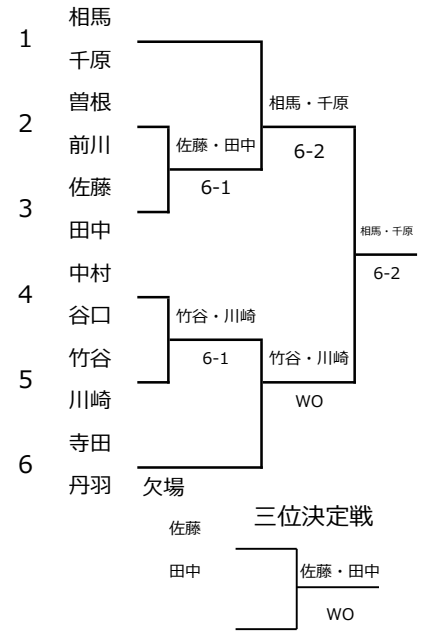 相馬
1
千原
曽根
相馬・千原
2
前川
佐藤・田中
6-2
佐藤
6-1
3
田中
相馬・千原
中村
6-2
4
谷口
竹谷・川崎
竹谷
6-1
竹谷・川崎
5
川崎
WO
寺田
6
丹羽
欠場
三位決定戦
佐藤
田中
佐藤・田中
WO